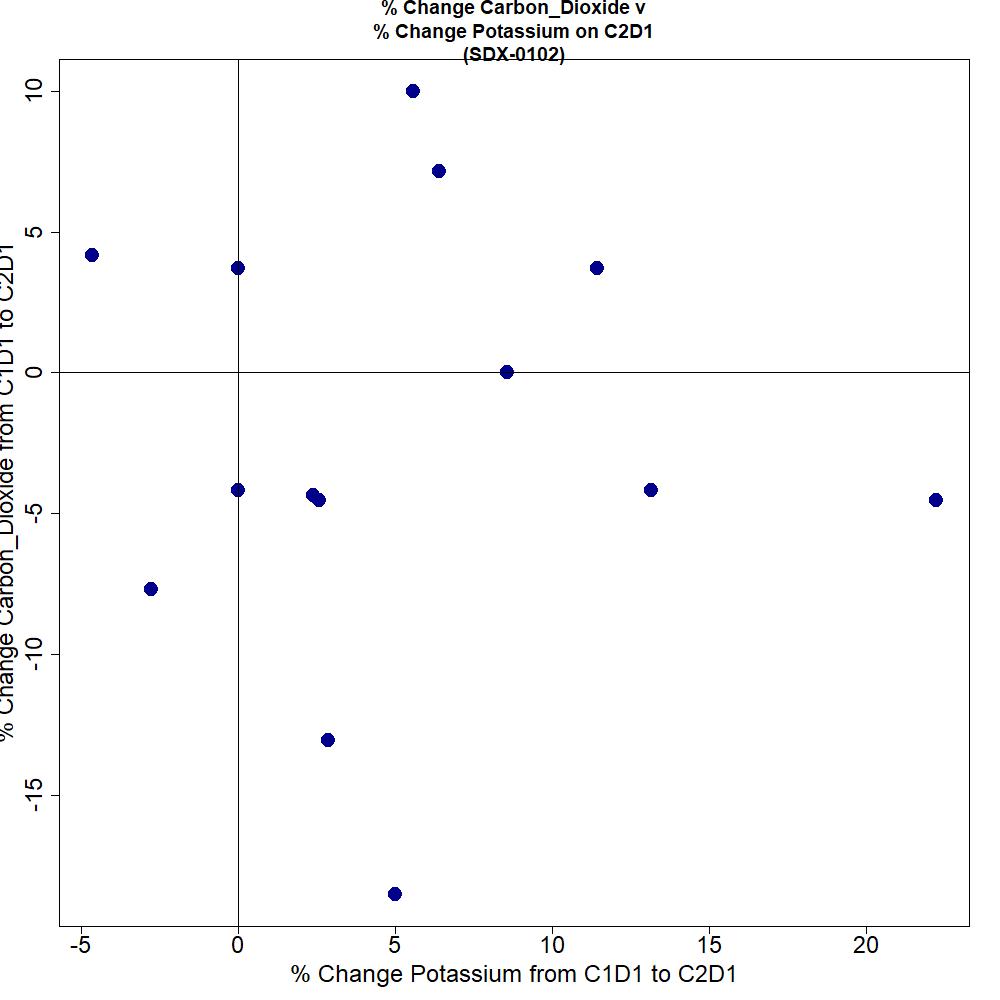 % Change Carbon_Dioxide v
% Change Potassium on C2D1
(SDX-0102)
10
5
0
-5
-10
-15
% Change Carbon_Dioxide from C1D1 to C2D1
-5
0
5
10
15
20
% Change Potassium from C1D1 to C2D1